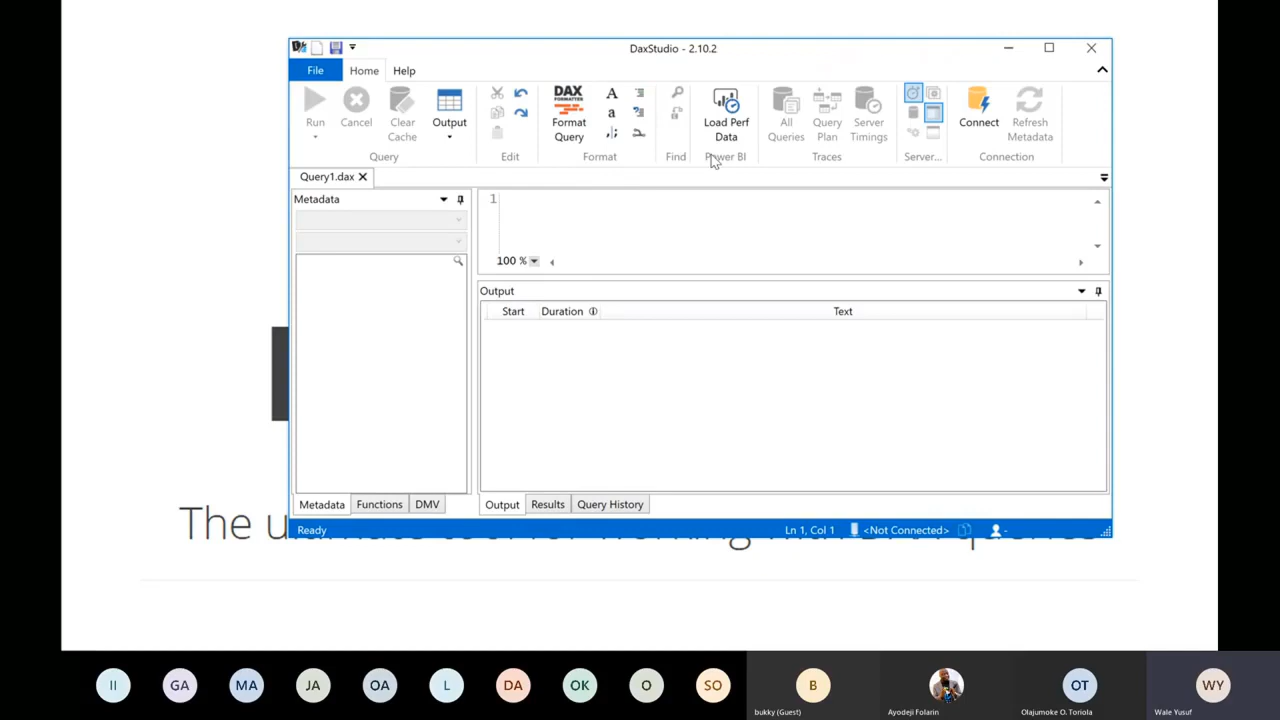 DaxStudio - 2.10.2
File
Home
Help
Run
Cancel
Clear
Cache
Output
Query
Edit
DAX
FORMATTER
Format
Query
A
a
Format
Find
Load Perf
Data
Power BI
All
Queries
Query
Plan
Server
Timings
Traces
Server...
Connect
Refresh
Metadata
Connection
Query1.dax
Metadata
1
100 %
Output
Start
Duration
Text
Metadata
Functions
DMV
Output
Results
Query History
Ready
Ln 1, Col 1
<Not Connected>
-
The
II
GA
MA
JA
OA
L
DA
OK
O
SO
B
bukky (Guest)
Ayodeji Folarin
OT
Olajumoke O. Toriola
WY
Wale Yusuf